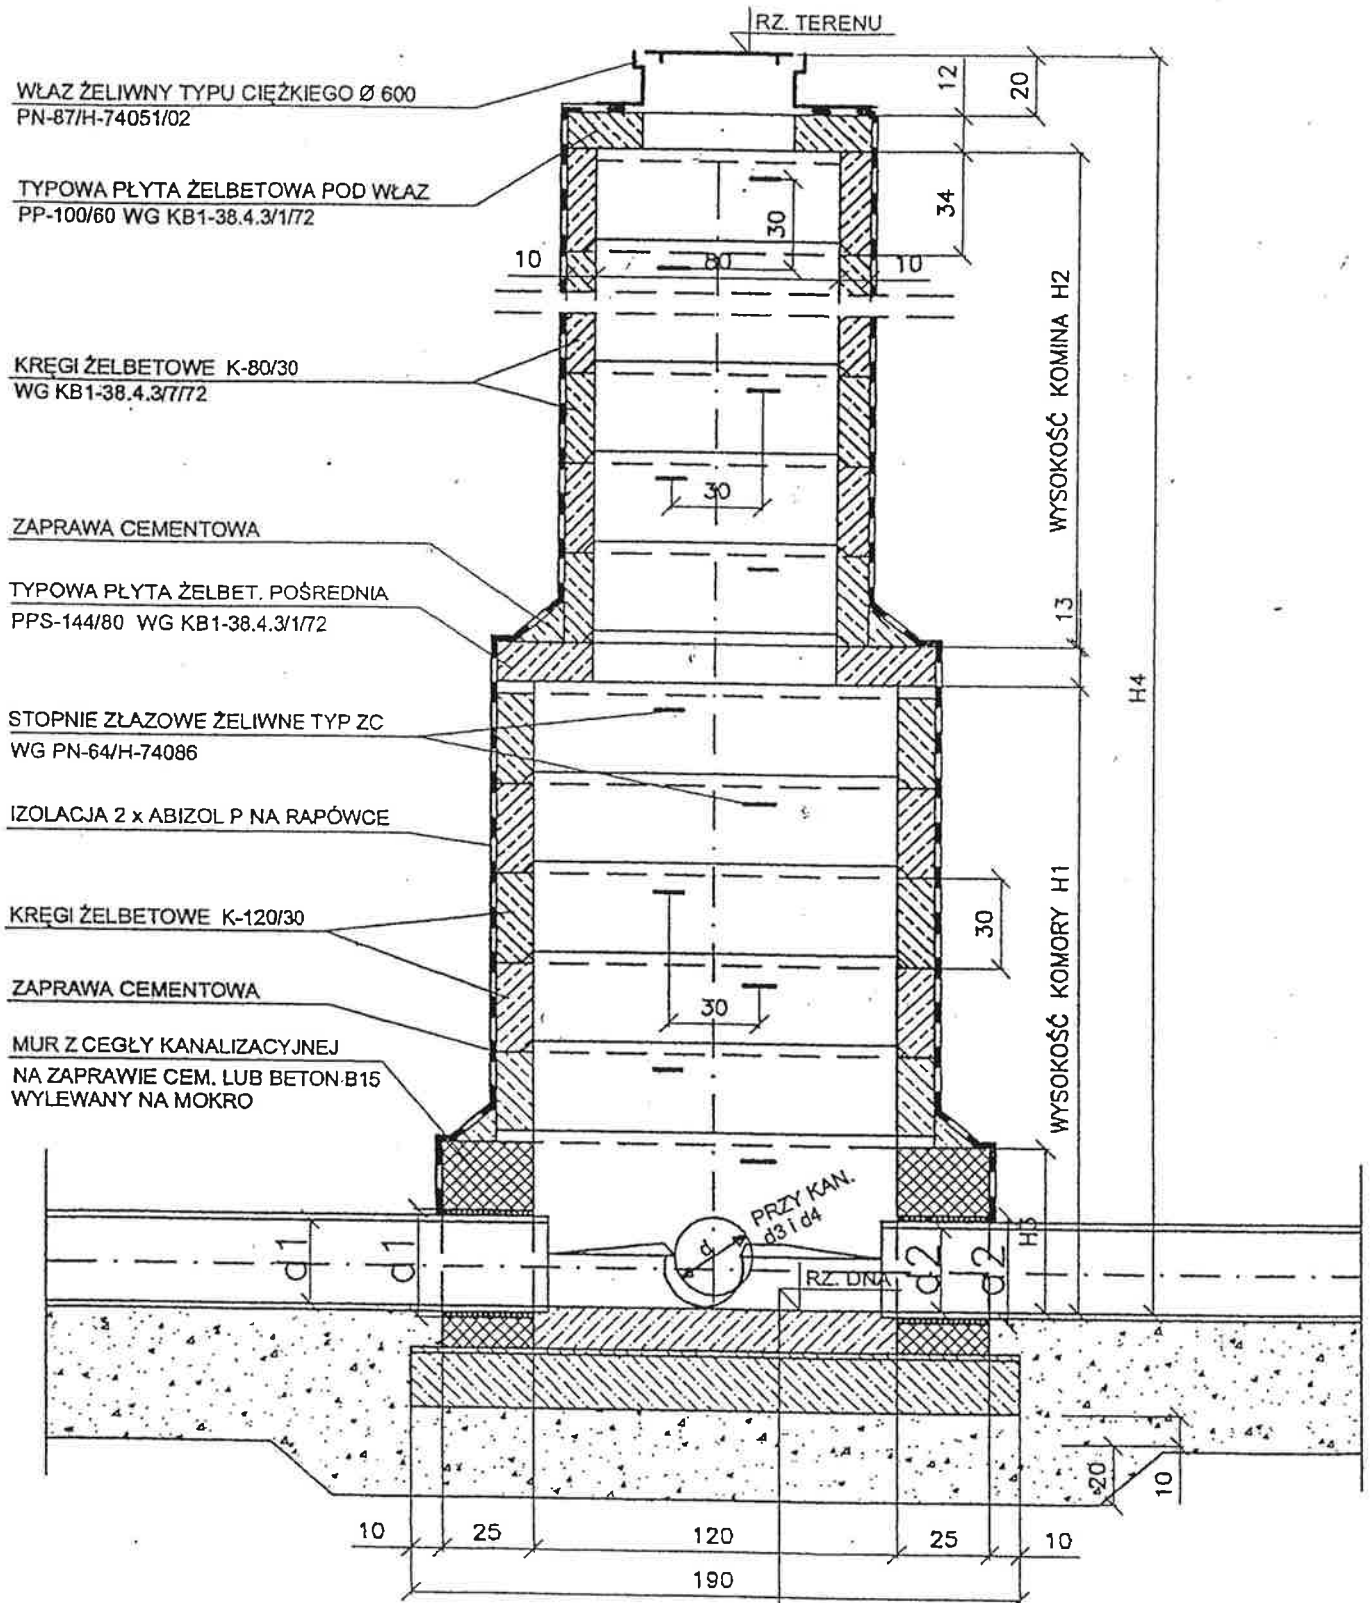 RZ. TERENU
WŁAZ ŻELIWNY TYPU CIĘŻKIEGO Ø 600
PN-87/H-74051/02
12
20
TYPOWA PŁYTA ŻELBETOWA POD WŁAZ
PP-100/60 WG KB1-38.4.3/1/72
30
34
10
80
10
WYSOKOŚĆ KOMINA H2
KRĘGI ŻELBETOWE K-80/30
WG KB1-38.4.3/7/72
30
ZAPRAWA CEMENTOWA
TYPOWA PŁYTA ŻELBET. POŚREDNIA
PPS-144/80 WG KB1-38.4.3/1/72
13
H4
STOPNIE ZŁAZOWE ŻELIWNE TYP ZC
WG PN-64/H-74086
IZOLACJA 2 x ABIZOL P NA RAPÓWCE
KRĘGI ŻELBETOWE K-120/30
30
WYSOKOŚĆ KOMORY H1
ZAPRAWA CEMENTOWA
30
MUR Z CEGŁY KANALIZACYJNEJ
NA ZAPRAWIE CEM. LUB BETON B15
WYLEWANY NA MOKRO
PRZY KAN.
d3 i d4
d
d1
d1
d2
d2
H3
RZ. DNA
20
10
10
25
120
25
10
190